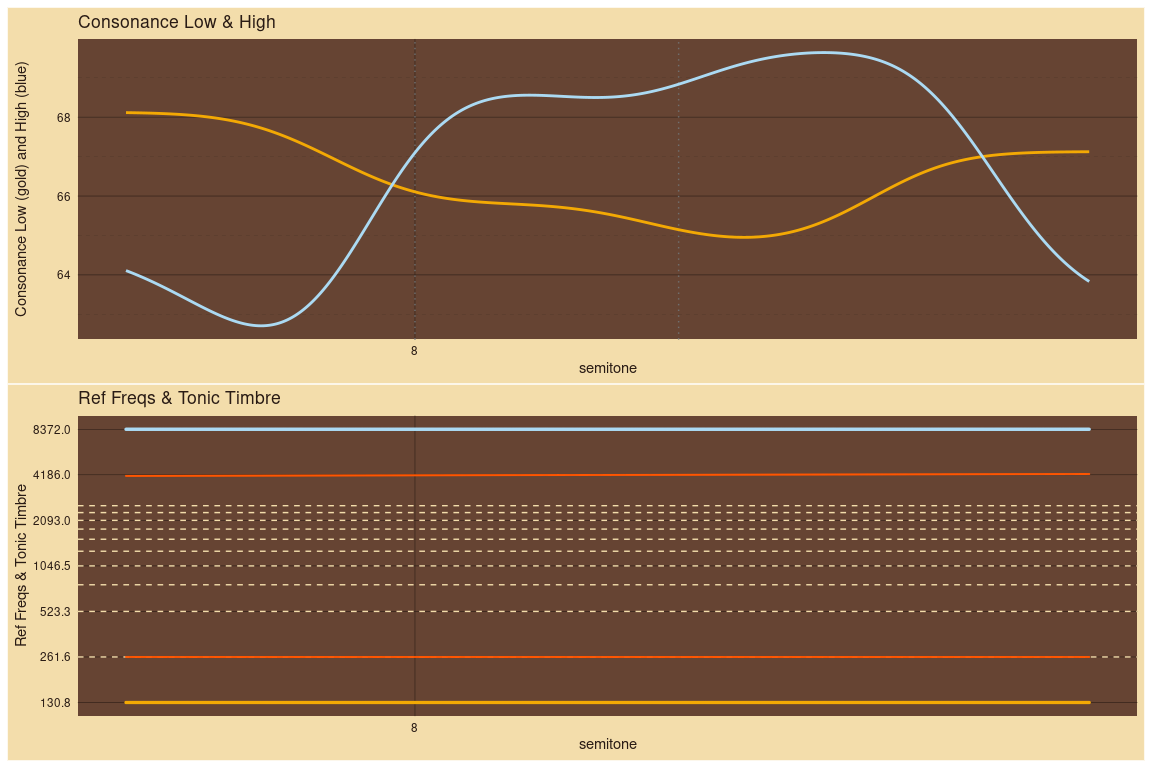 Consonance Low & High
Consonance Low (gold) and High (blue)
68
66
64
8
semitone
Ref Freqs & Tonic Timbre
Ref Freqs & Tonic Timbre
8372.0
4186.0
2093.0
1046.5
523.3
261.6
130.8
8
semitone